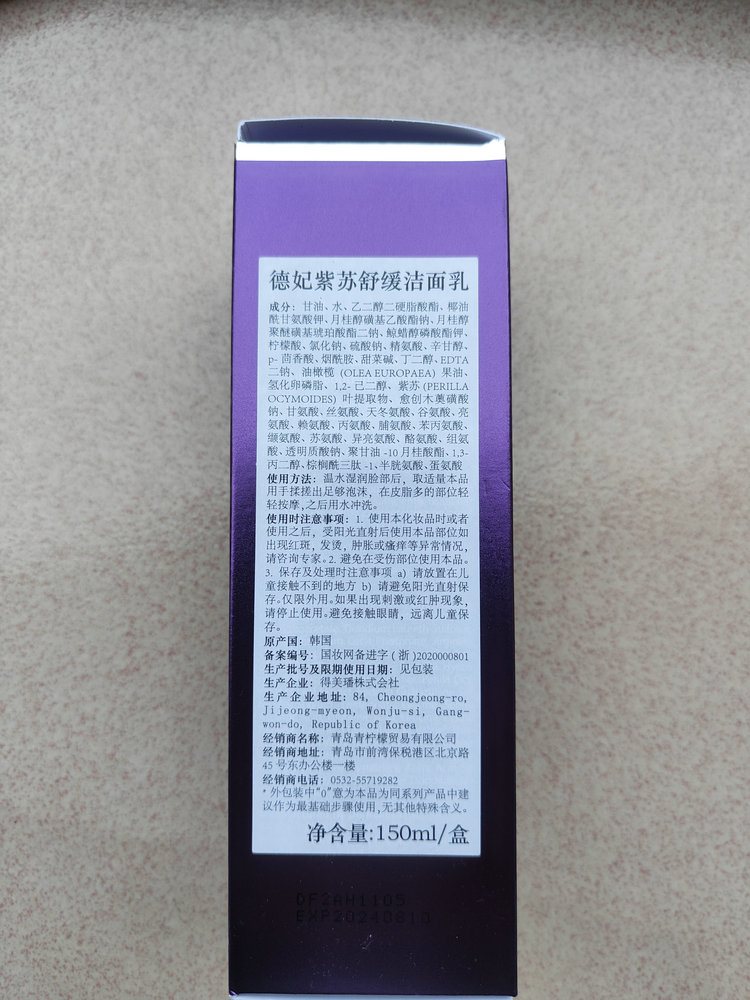 德妃紫苏舒缓洁面乳
成分：甘油、水、乙二醇二硬脂酸酯、椰油
酰甘氨酸钾、月桂醇磺基乙酸酯钠、月桂醇
聚醚磺基琥珀酸酯二钠、鲸蜡醇磷酸酯钾、
柠檬酸、氯化钠、硫酸钠、精氨酸、辛甘醇、
p- 茴香酸、烟酰胺、甜菜碱、丁二醇、EDTA
二钠、油橄榄 (OLEA EUROPAEA) 果油、
氢化卵磷脂、1,2- 己二醇、紫苏 (PERILLA
OCYMOIDES) 叶提取物、愈创木薁磺酸
钠、甘氨酸、丝氨酸、天冬氨酸、谷氨酸、亮
氨酸、赖氨酸、丙氨酸、脯氨酸、苯丙氨酸、
缬氨酸、苏氨酸、异亮氨酸、酪氨酸、组氨
酸、透明质酸钠、聚甘油 -10 月桂酸酯、1,3-
丙二醇、棕榈酰三肽 -1、半胱氨酸、蛋氨酸
使用方法：温水湿润脸部后，取适量本品
用手揉搓出足够泡沫，在皮脂多的部位轻
轻按摩，之后用水冲洗。
使用时注意事项：1. 使用本化妆品时或者
使用之后，受阳光直射后使用本品部位如
出现红斑，发烫，肿胀或瘙痒等异常情况，
请咨询专家。2. 避免在受伤部位使用本品。
3. 保存及处理时注意事项 a) 请放置在儿
童接触不到的地方 b) 请避免阳光直射保
存。仅限外用。如果出现刺激或红肿现象，
请停止使用。避免接触眼睛，远离儿童保
存。
原产国：韩国
备案编号：国妆网备进字 ( 浙 )2020000801
生产批号及限期使用日期：见包装
生产企业：得美璠株式会社
生产企业地址：84, Cheongjeong-ro,
Jijeong-myeon, Wonju-si, Gang-
won-do, Republic of Korea
经销商名称：青岛青柠檬贸易有限公司
经销商地址：青岛市前湾保税港区北京路
45 号东办公楼一楼
经销商电话：0532-55719282
* 外包装中“0”意为本品为同系列产品中建
议作为最基础步骤使用，无其他特殊含义。
净含量:150ml/盒
DF2AH1105
EXP20240810